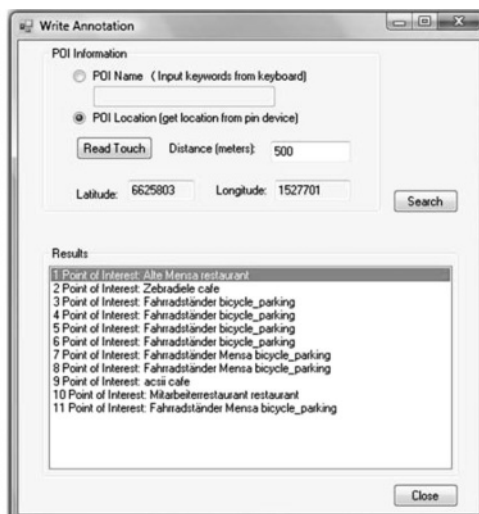 Write Annotation
POI Information
POI Name ( Input keywords from keyboard)
POI Location (get location from pin device)
Read Touch Distance (meters): 500
Latitude: 6625803 Longitude: 1527701
Search
Results
1 Point of Interest: Alte Mensa restaurant
2 Point of Interest: Zebradiele cafe
3 Point of Interest: Fahrradständer bicycle_parking
4 Point of Interest: Fahrradständer bicycle_parking
5 Point of Interest: Fahrradständer bicycle_parking
6 Point of Interest: Fahrradständer bicycle_parking
7 Point of Interest: Fahrradständer Mensa bicycle_parking
8 Point of Interest: Fahrradständer Mensa bicycle_parking
9 Point of Interest: acsii cafe
10 Point of Interest: Mitarbeiterrestaurant restaurant
11 Point of Interest: Fahrradständer Mensa bicycle_parking
Close